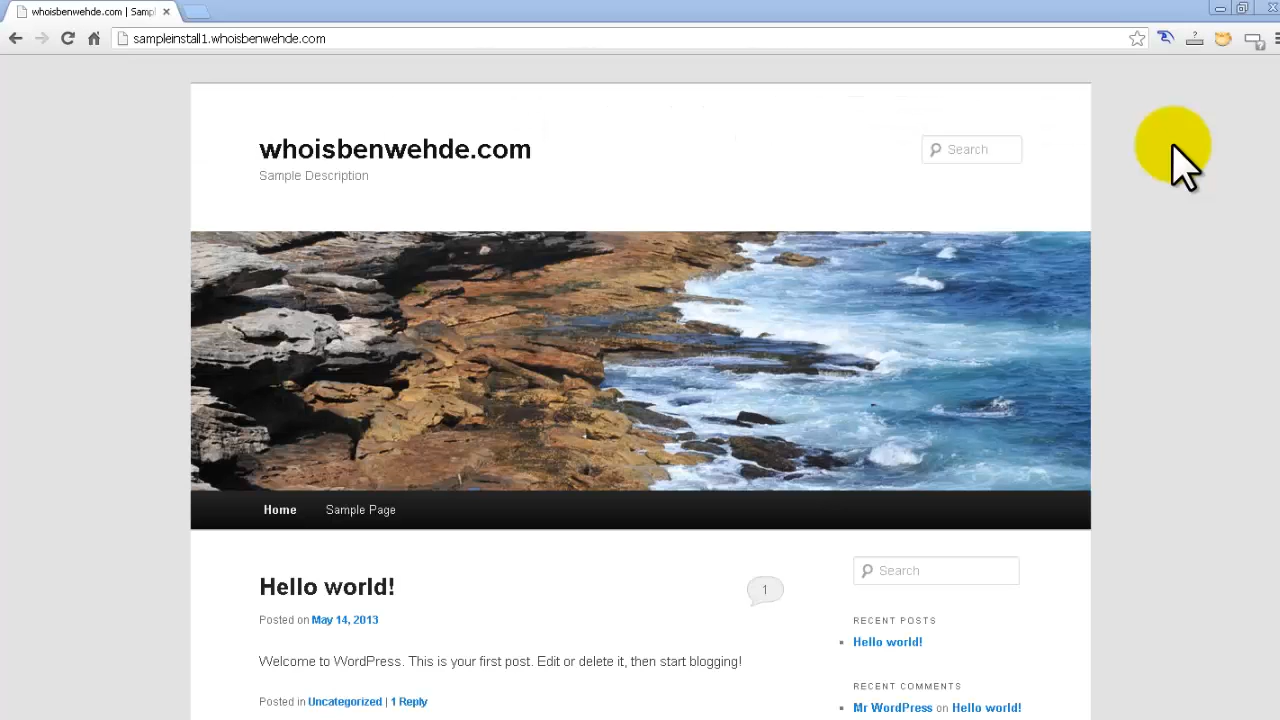 whoisbenwehde.com | Sampl
sampleinstall1.whoisbenwehde.com
whoisbenwehde.com
Search
Sample Description
Home Sample Page
Hello world!
1
Posted on May 14, 2013
Welcome to WordPress. This is your first post. Edit or delete it, then start blogging!
Posted in Uncategorized | 1 Reply
Search
RECENT POSTS
Hello world!
RECENT COMMENTS
Mr WordPress on Hello world!